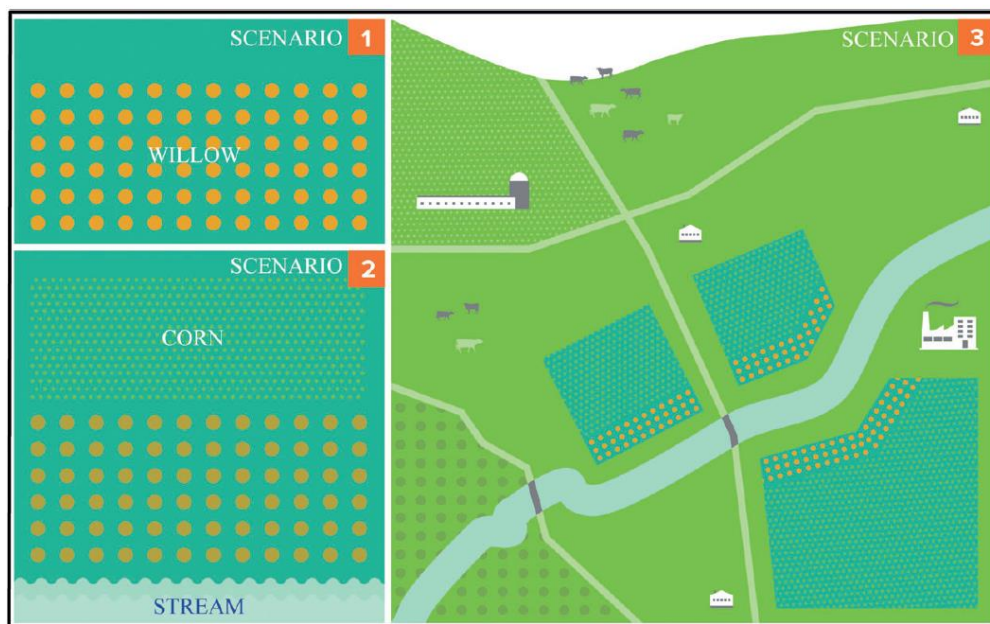 SCENARIO 1
WILLOW
SCENARIO 2
CORN
STREAM
SCENARIO 3